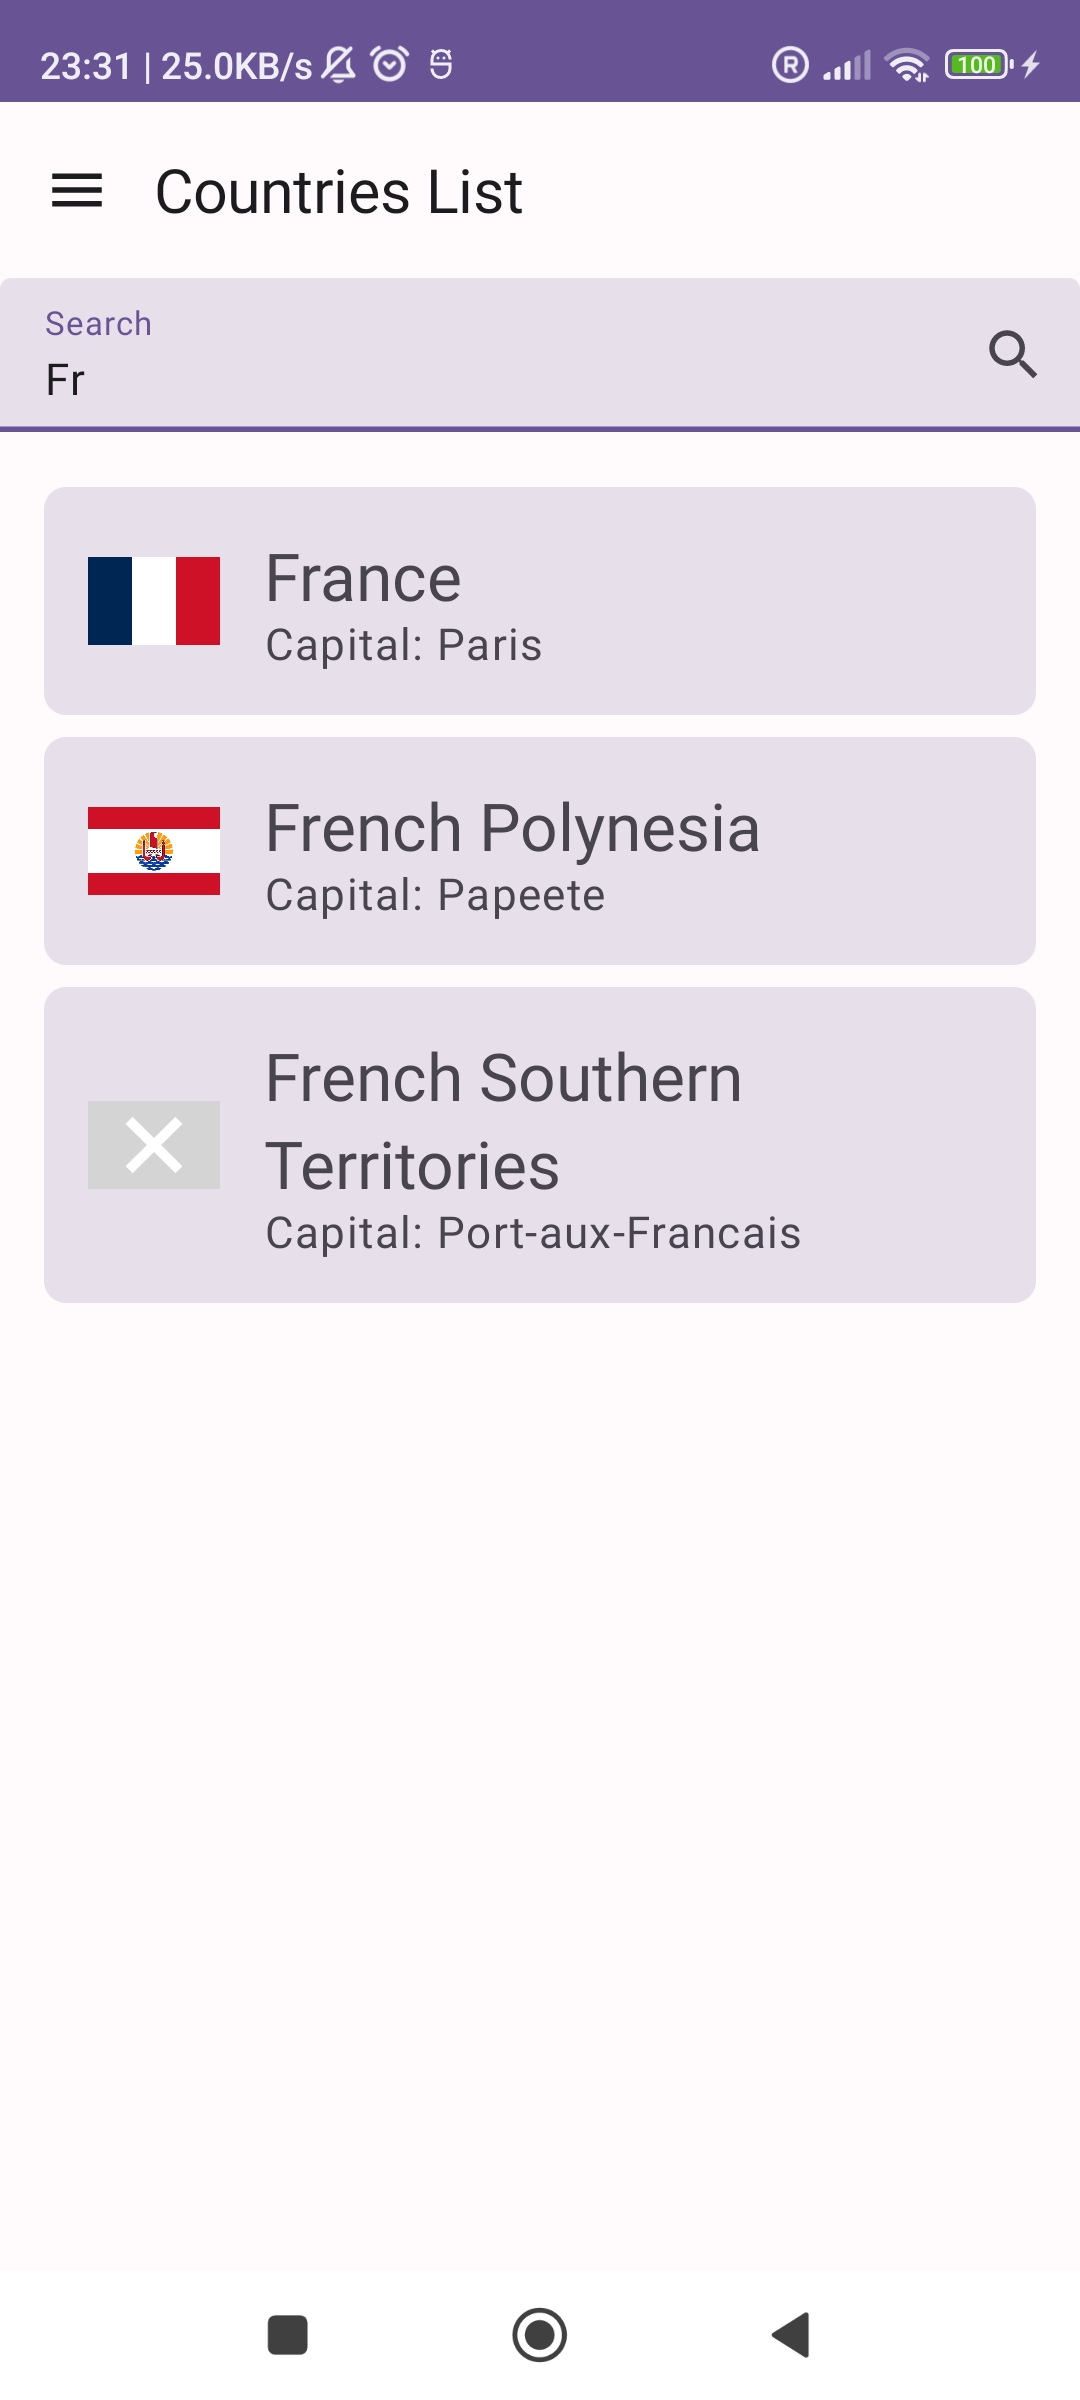 23:31 | 25.0KB/s
R
100
Countries List
Search
Fr
France
Capital: Paris
French Polynesia
Capital: Papeete
French Southern
Territories
Capital: Port-aux-Francais